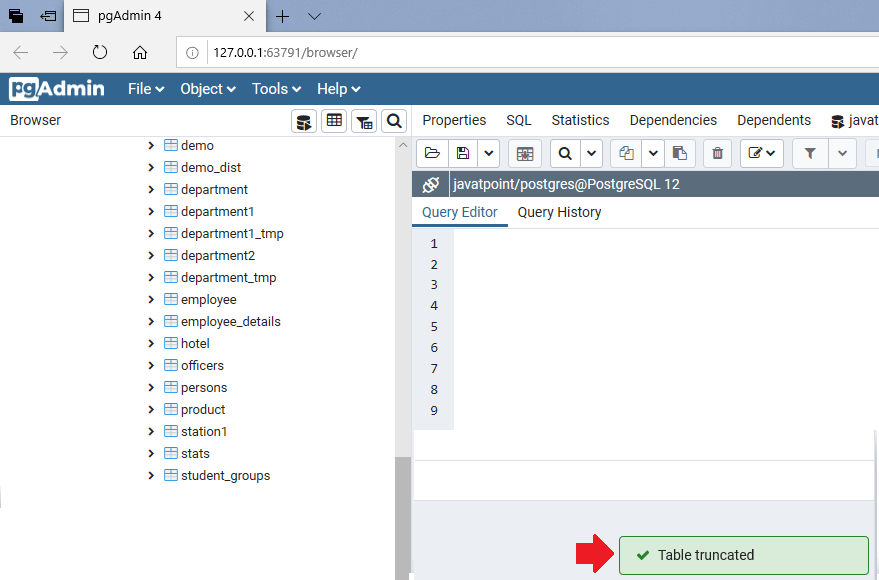 pgAdmin 4
127.0.0.1:63791/browser/
pgAdmin File Object Tools Help
Browser
Properties SQL Statistics Dependencies Dependents javat
demo
demo_dist
department
department1
department1_tmp
department2
department_tmp
employee
employee_details
hotel
officers
persons
product
station1
stats
student_groups
javatpoint/postgres@PostgreSQL 12
Query Editor Query History
1
2
3
4
5
6
7
8
9
Table truncated